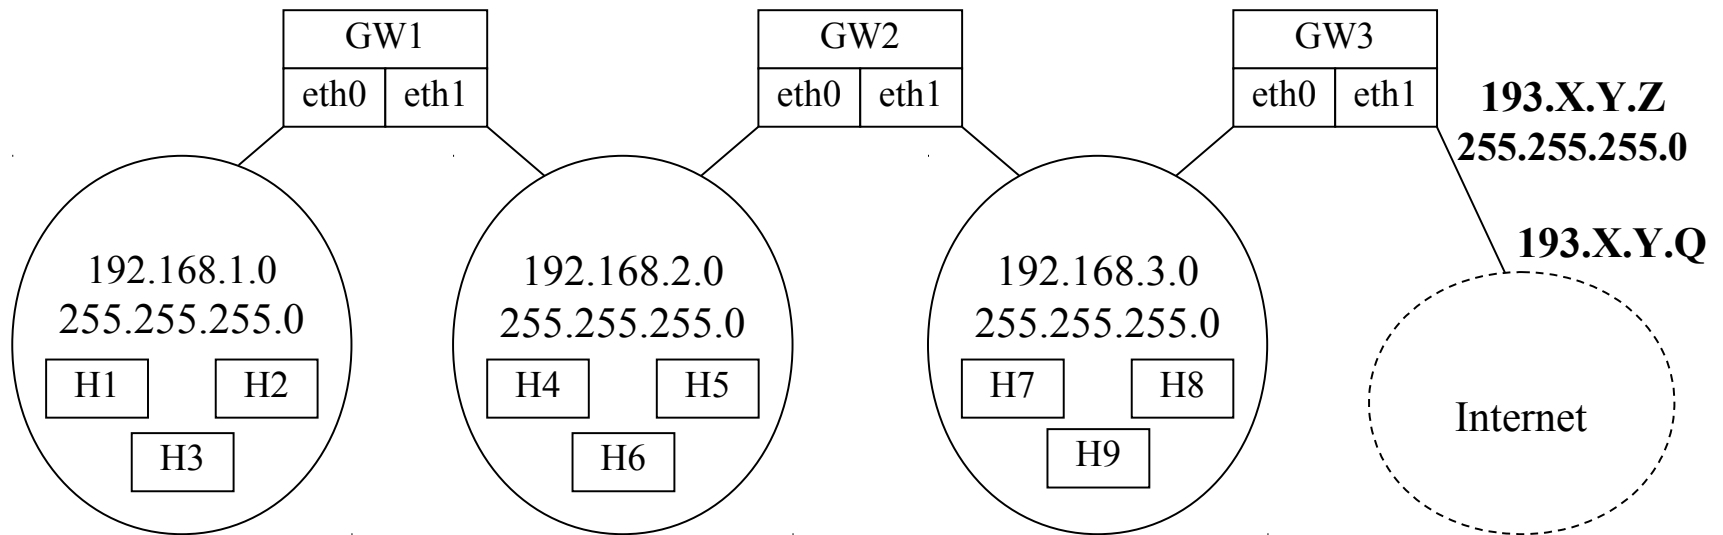 GW1
eth0 eth1
GW2
eth0 eth1
GW3
eth0 eth1
193.X.Y.Z
255.255.255.0
193.X.Y.Q
192.168.1.0
255.255.255.0
H1 H2
H3
192.168.2.0
255.255.255.0
H4 H5
H6
192.168.3.0
255.255.255.0
H7 H8
H9
Internet